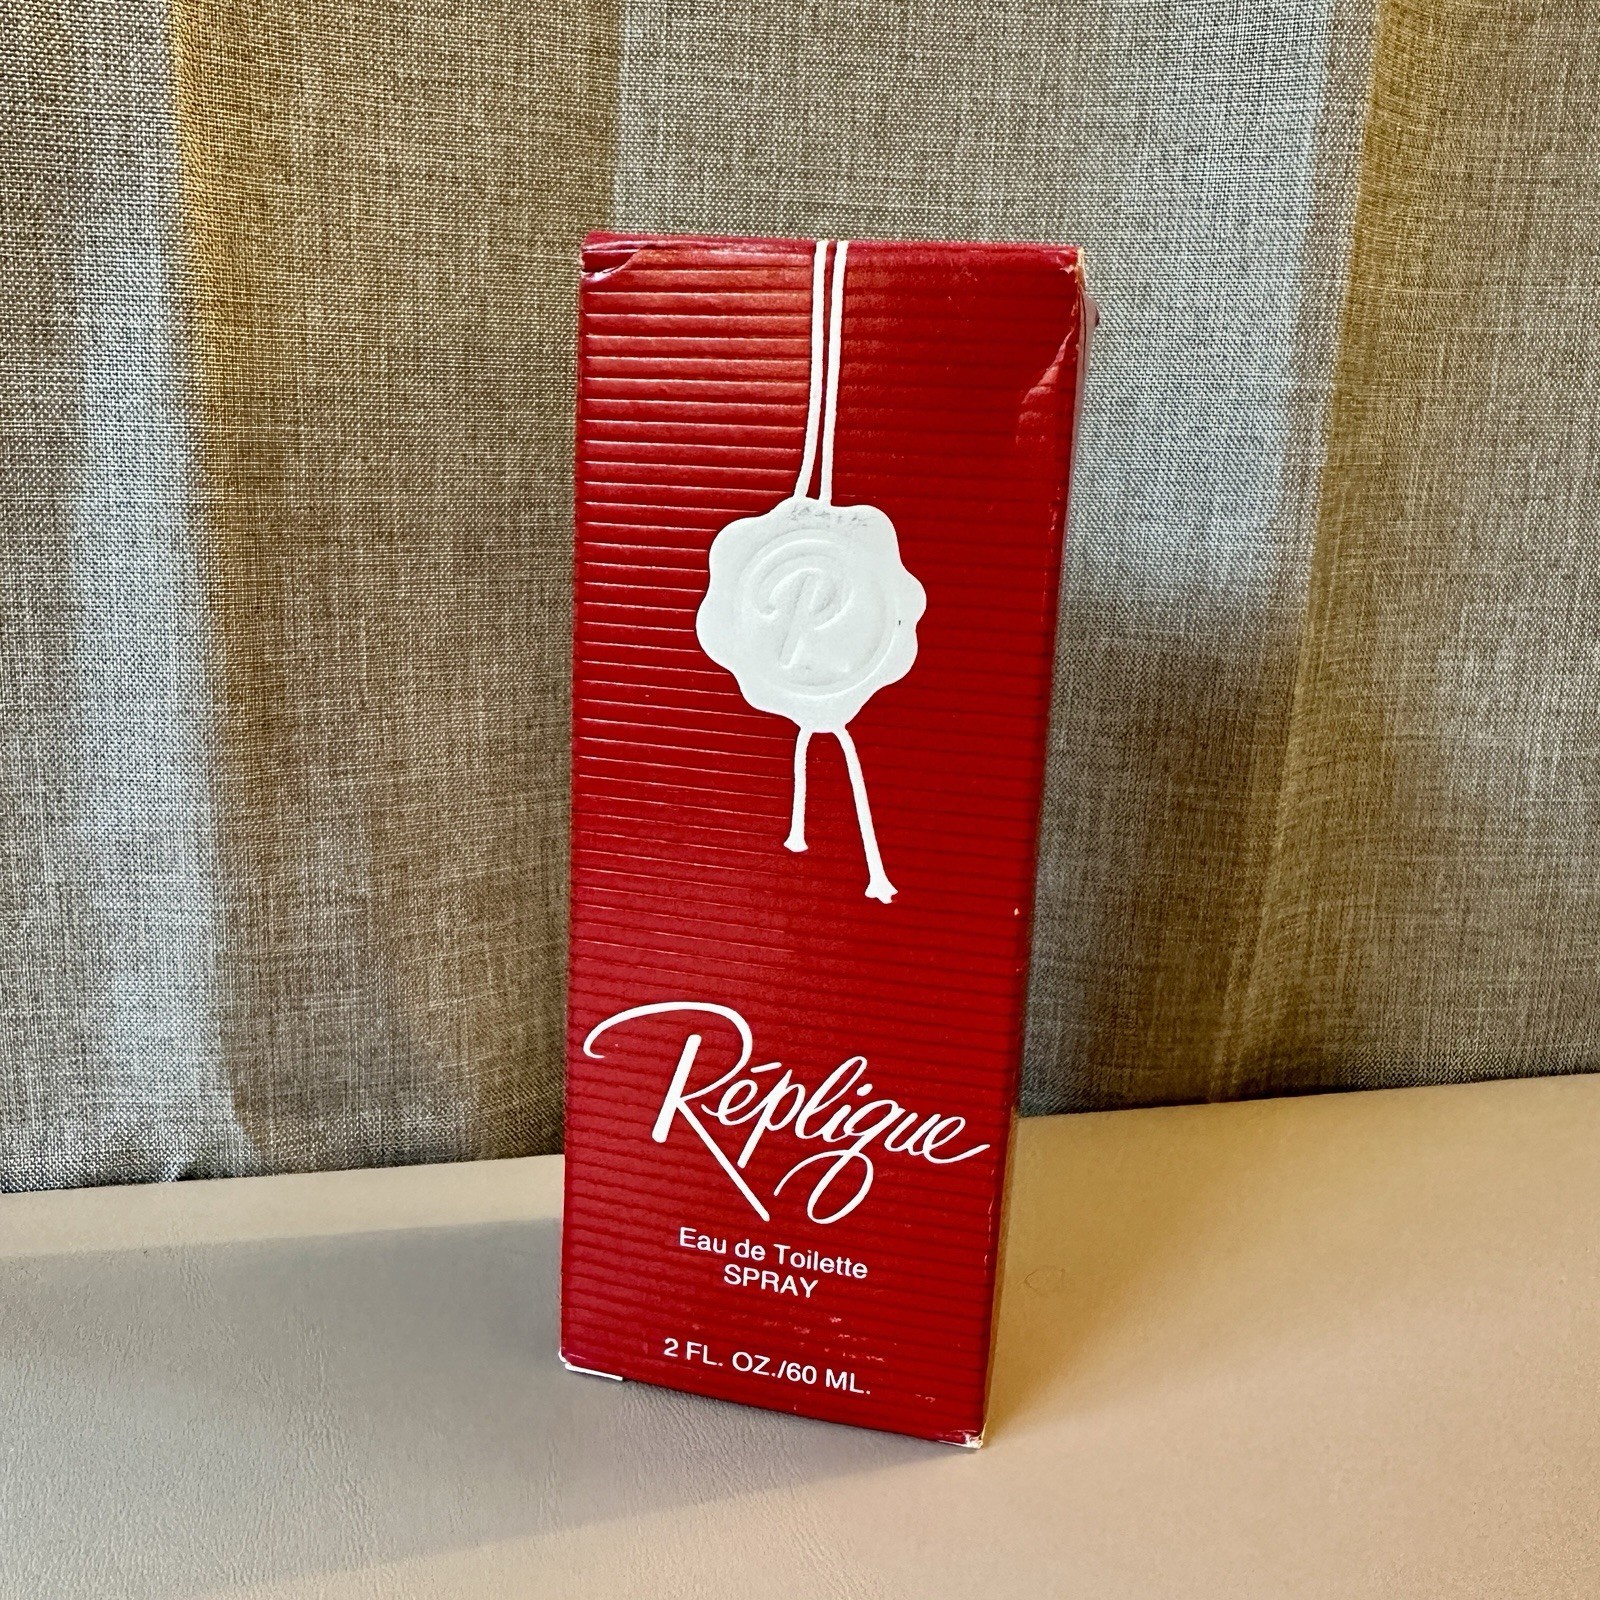 R
Réplique
Eau de Toilette
SPRAY
2 FL. OZ./60 ML.